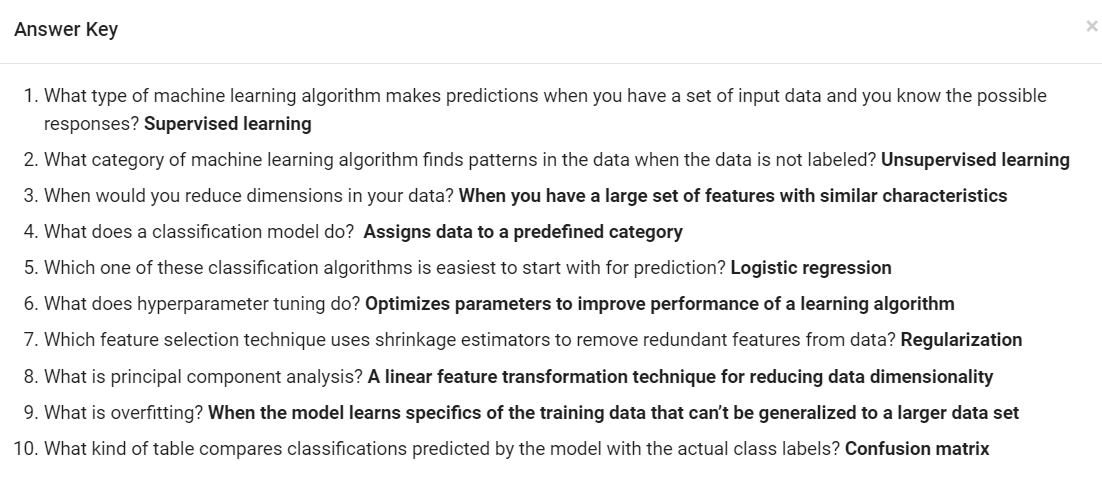 Answer Key
×
1. What type of machine learning algorithm makes predictions when you have a set of input data and you know the possible
responses? Supervised learning
2. What category of machine learning algorithm finds patterns in the data when the data is not labeled? Unsupervised learning
3. When would you reduce dimensions in your data? When you have a large set of features with similar characteristics
4. What does a classification model do? Assigns data to a predefined category
5. Which one of these classification algorithms is easiest to start with for prediction? Logistic regression
6. What does hyperparameter tuning do? Optimizes parameters to improve performance of a learning algorithm
7. Which feature selection technique uses shrinkage estimators to remove redundant features from data? Regularization
8. What is principal component analysis? A linear feature transformation technique for reducing data dimensionality
9. What is overfitting? When the model learns specifics of the training data that can’t be generalized to a larger data set
10. What kind of table compares classifications predicted by the model with the actual class labels? Confusion matrix